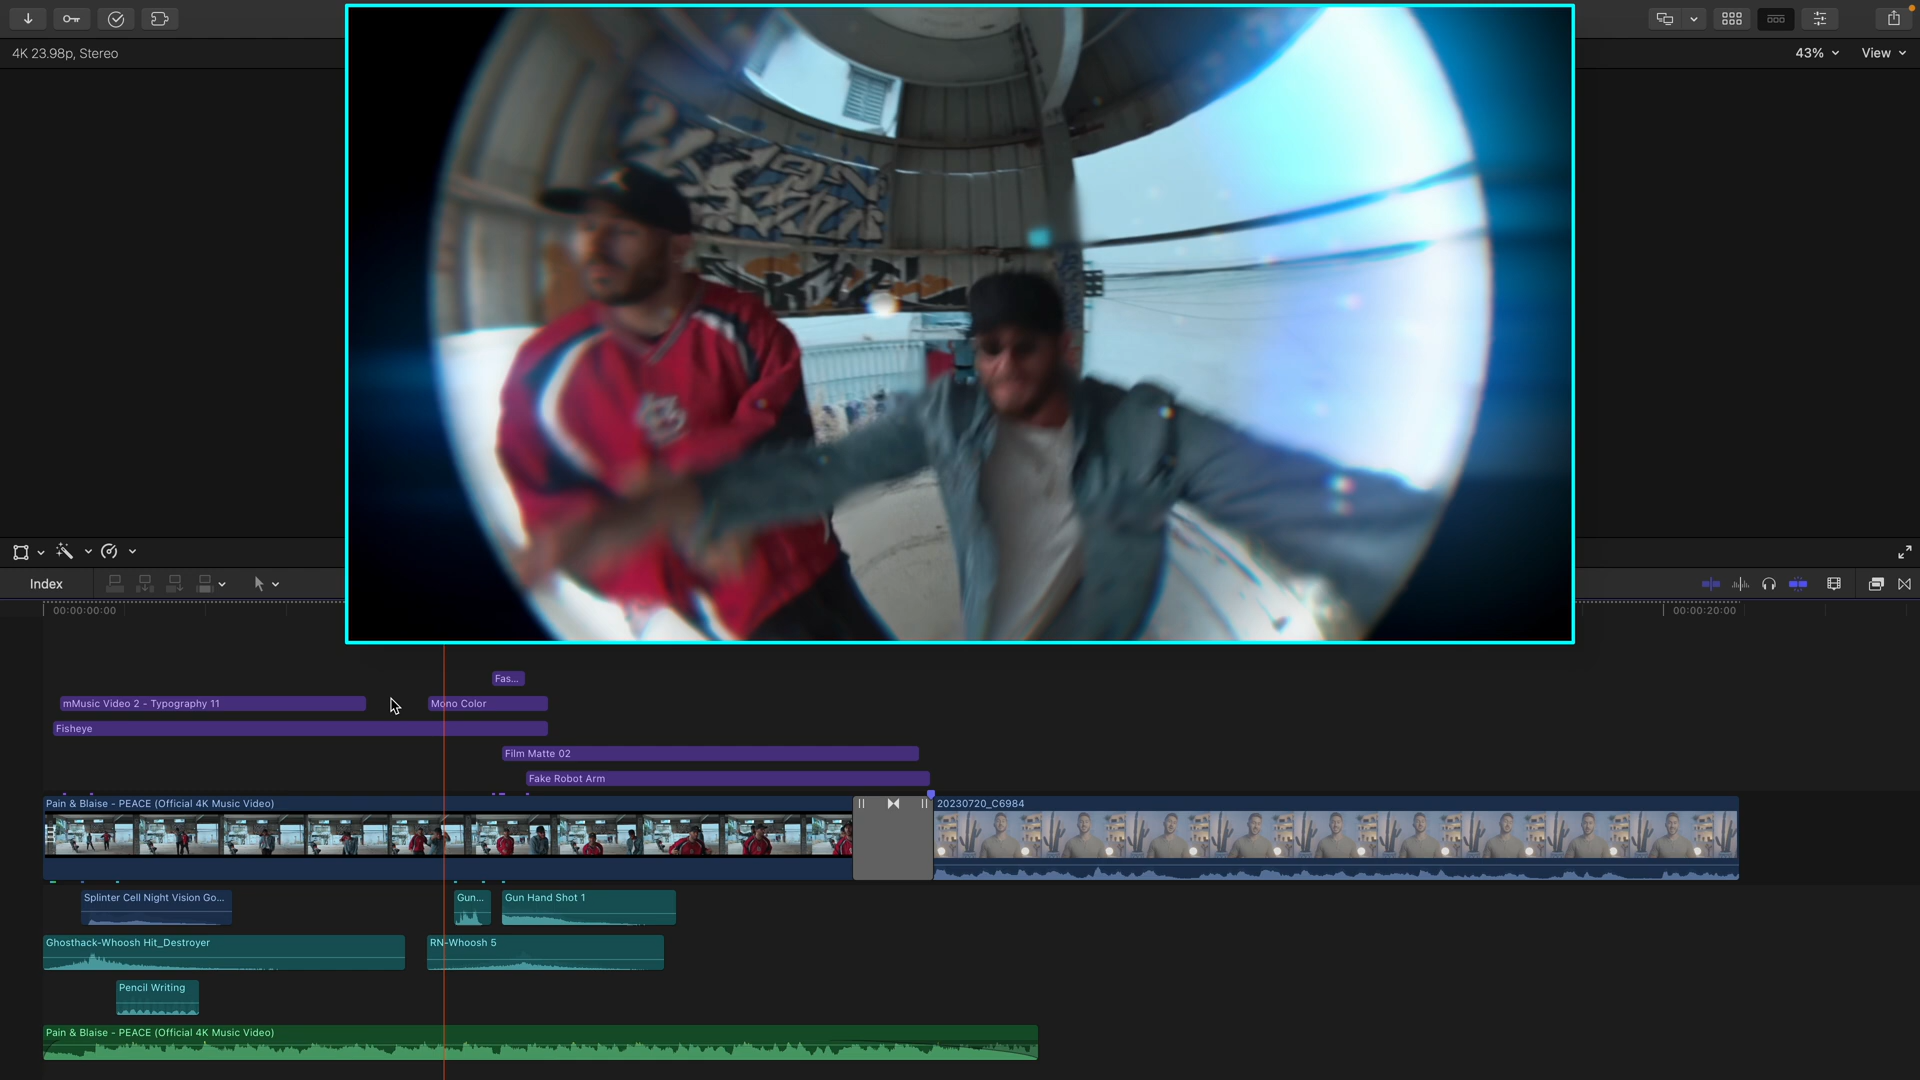 4K 23.98p, Stereo
43%
View
Index
00:00:00:00
00:00:20:00
Fas...
mMusic Video 2 - Typography 11
Mono Color
Fisheye
Film Matte 02
Fake Robot Arm
Pain & Blaise - PEACE (Official 4K Music Video)
20230720_C6984
Splinter Cell Night Vision Go...
Gun...
Gun Hand Shot 1
Ghosthack-Whoosh Hit_Destroyer
RN-Whoosh 5
Pencil Writing
Pain & Blaise - PEACE (Official 4K Music Video)